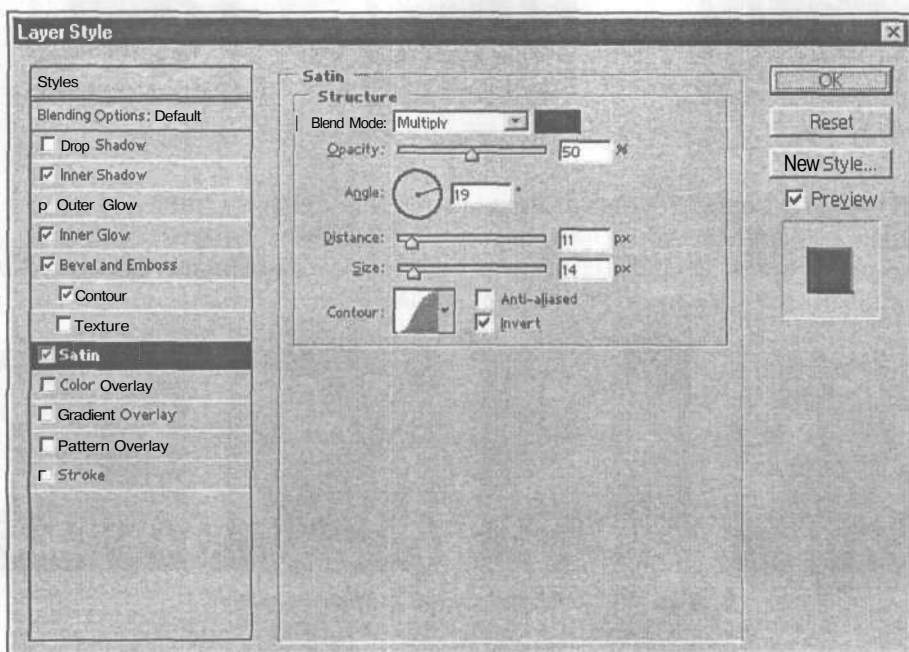 Layer Style
Styles
Blending Options: Default
Drop Shadow
Inner Shadow
p Outer Glow
Inner Glow
Bevel and Emboss
Contour
Texture
Satin
Color Overlay
Gradient Overlay
Pattern Overlay
Stroke
Satin
Structure
Blend Mode: Multiply
Opacity: 50 %
Angle: 19 °
Distance: 11 px
Size: 14 px
Contour: Anti-aliased
Invert
OK
Reset
New Style...
Preview